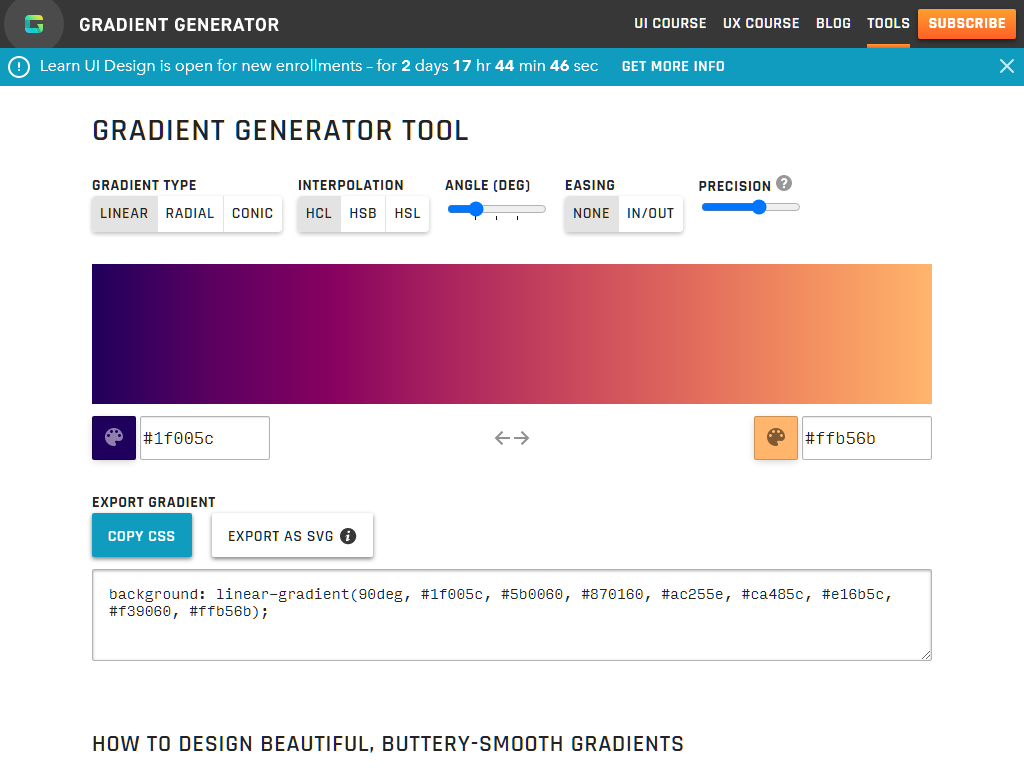 GRADIENT GENERATOR
UI COURSE UX COURSE BLOG TOOLS SUBSCRIBE
Learn UI Design is open for new enrollments – for 2 days 17 hr 44 min 46 sec GET MORE INFO
GRADIENT GENERATOR TOOL
GRADIENT TYPE INTERPOLATION ANGLE (DEG) EASING PRECISION ?
LINEAR RADIAL CONIC HCL HSB HSL NONE IN/OUT
#1f005c #ffb56b
EXPORT GRADIENT
COPY CSS EXPORT AS SVG i
background: linear-gradient(90deg, #1f005c, #5b0060, #870160, #ac255e, #ca485c, #e16b5c,
#f39060, #ffb56b);
HOW TO DESIGN BEAUTIFUL, BUTTERY-SMOOTH GRADIENTS